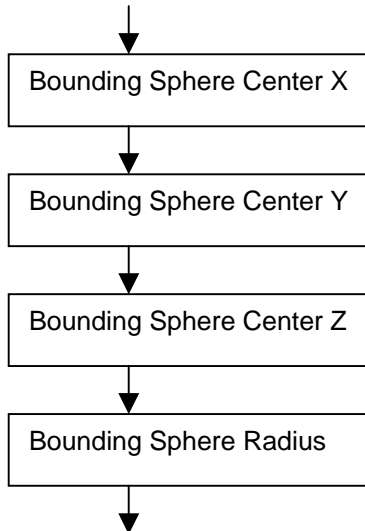 Bounding Sphere Center X
Bounding Sphere Center Y
Bounding Sphere Center Z
Bounding Sphere Radius